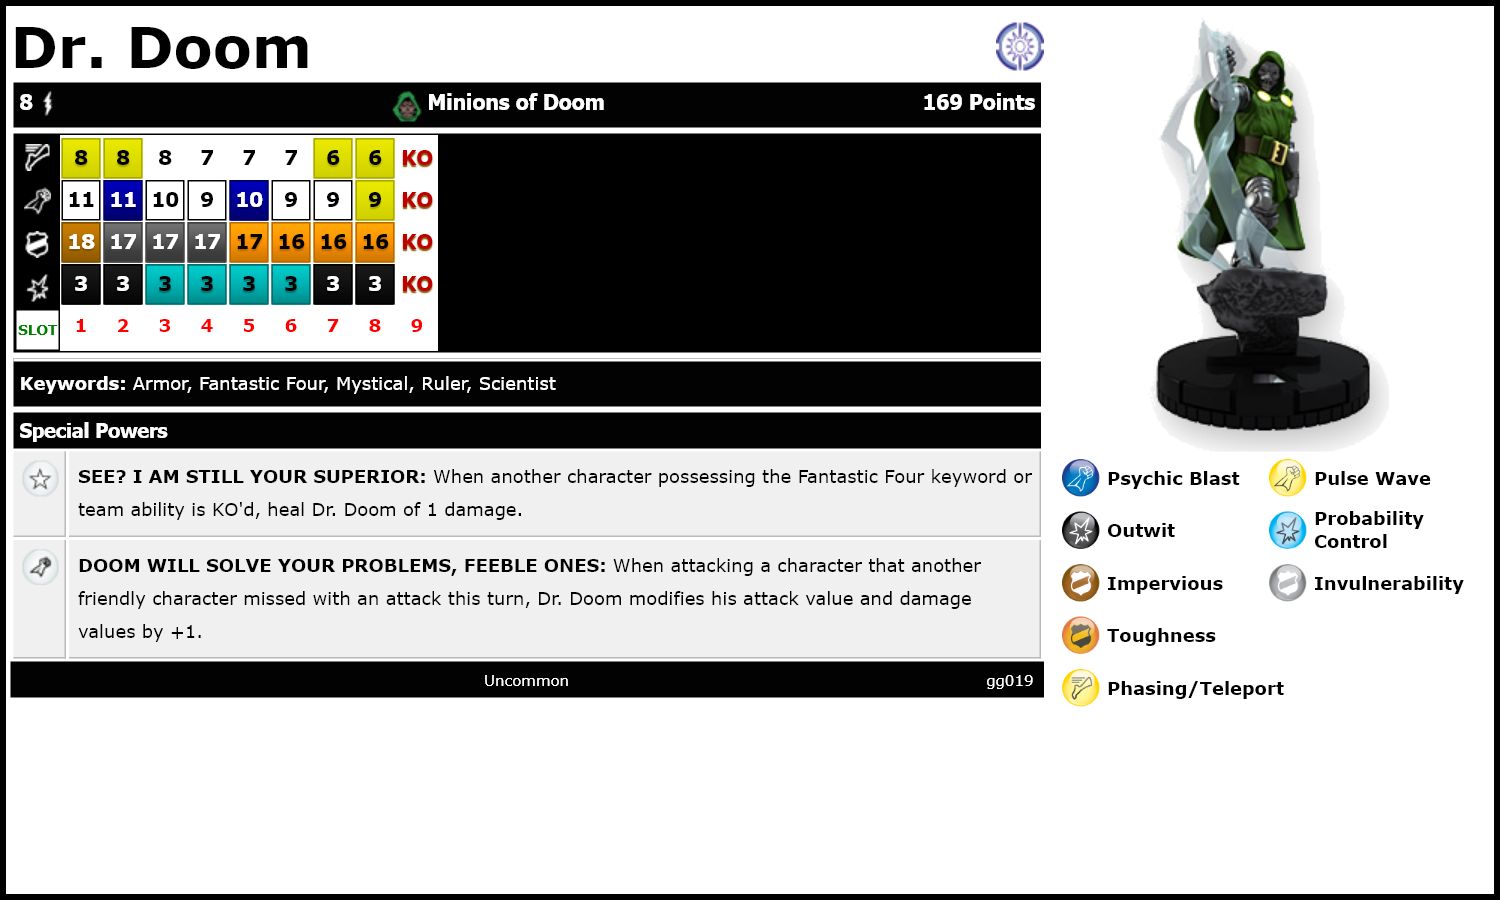 Dr. Doom
8 Minions of Doom 169 Points
8 8 8 7 7 7 6 6 KO
11 11 10 9 10 9 9 9 KO
18 17 17 17 17 16 16 16 KO
3 3 3 3 3 3 3 3 KO
SLOT 1 2 3 4 5 6 7 8 9
Keywords: Armor, Fantastic Four, Mystical, Ruler, Scientist
Special Powers
SEE? I AM STILL YOUR SUPERIOR: When another character possessing the Fantastic Four keyword or
team ability is KO'd, heal Dr. Doom of 1 damage.
DOOM WILL SOLVE YOUR PROBLEMS, FEEBLE ONES: When attacking a character that another
friendly character missed with an attack this turn, Dr. Doom modifies his attack value and damage
values by +1.
Uncommon gg019
Psychic Blast Pulse Wave
Outwit Probability
Control
Impervious Invulnerability
Toughness
Phasing/Teleport